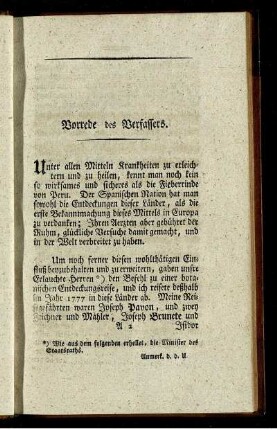 Vorrede des Verfassers.
Unter allen Mitteln Krankheiten zu erleich-
tern und zu heilen, kennt man noch kein
so wirksames und sicheres als die Fieberrinde
von Peru. Der Spanischen Nation hat man
sowohl die Entdeckungen dieser Länder, als die
erste Bekanntmachung dieses Mittels in Europa
zu verdanken; Ihren Aerzten aber gebührt der
Ruhm, glückliche Versuche damit gemacht, und
in der Welt verbreitet zu haben.
Um noch ferner diesen wohlthätigen Ein-
fluß beyzubehalten und zu erweitern, gaben unsre
Erlauchte Herren *) den Befehl zu einer bota-
nischen Entdeckungsreise, und ich reisete deßhalb
im Jahr 1777 in diese Länder ab. Meine Rei-
segefährten waren Joseph Pavon, und zwey
Zeichner und Mahler, Joseph Brunete und
A 2 Isidor
*) Wie aus dem folgenden erhellet, die Minister des
Staatsraths.
Anmerk. d. d. U.